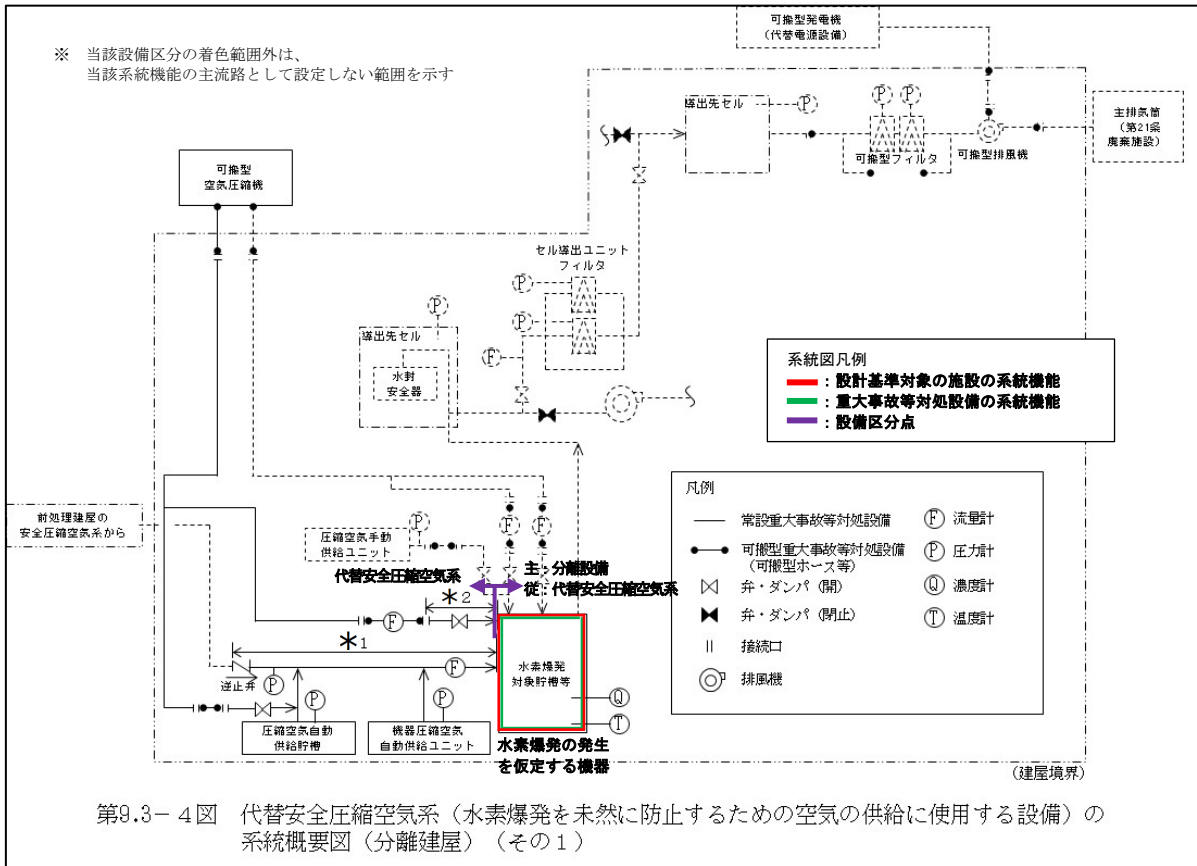 ※ 当該設備区分の着色範囲外は、
当該系統機能の主流路として設定しない範囲を示す
可搬型発電機
(代替電源設備)
主排気筒
(第21条
廃棄施設)
導出先セル
P
P
P
可搬型フィルタ
可搬型排風機
可搬型
空気圧縮機
セル導出ユニット
フィルタ
P
P
P
F
導出先セル
水封
安全器
系統図凡例
:設計基準対象の施設の系統機能
:重大事故等対処設備の系統機能
:設備区分点
前処理建屋の
安全圧縮空気系から
圧縮空気手動
供給ユニット
P
F
F
代替安全圧縮空気系
主:分離設備
従:代替安全圧縮空気系
*2
F
*1
逆止弁
P
F
P
P
圧縮空気自動
供給貯槽
機器圧縮空気
自動供給ユニット
水素爆発
対象貯槽等
Q
T
水素爆発の発生
を仮定する機器
凡例
常設重大事故等対処設備
可搬型重大事故等対処設備
(可搬型ホース等)
弁・ダンパ(開)
弁・ダンパ(閉止)
接続口
排風機
F 流量計
P 圧力計
Q 濃度計
T 温度計
(建屋境界)
第9.3-4図 代替安全圧縮空気系(水素爆発を未然に防止するための空気の供給に使用する設備)の
系統概要図(分離建屋)(その1)